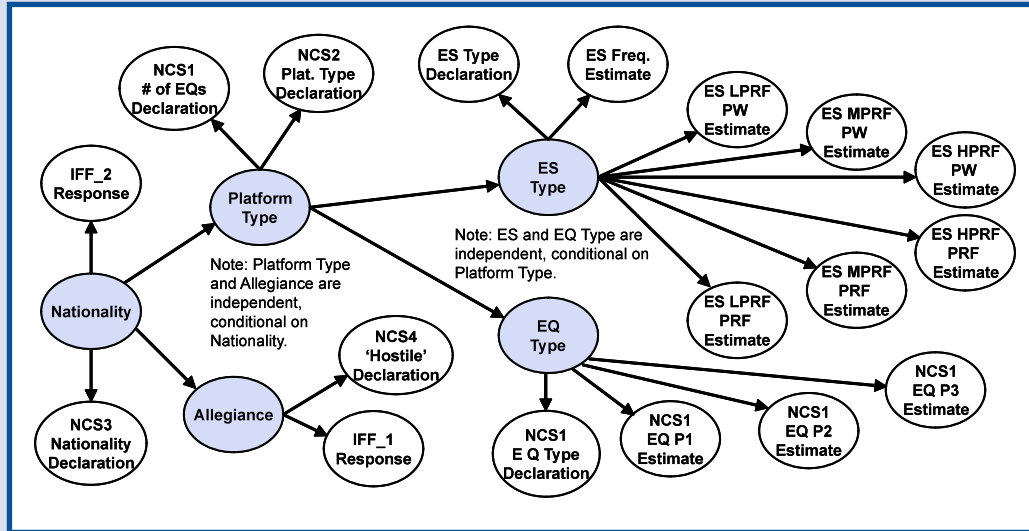 NCS1
# of EQs
Declaration
NCS2
Plat. Type
Declaration
ES Type
Declaration
ES Freq.
Estimate
ES LPRF
PW
Estimate
ES MPRF
PW
Estimate
ES HPRF
PW
Estimate
IFF_2
Response
Platform
Type
ES
Type
ES HPRF
PRF
Estimate
Note: ES and EQ Type are
independent, conditional on
Platform Type.
Note: Platform Type
and Allegiance are
independent,
conditional on
Nationality.
ES MPRF
PRF
Estimate
ES LPRF
PRF
Estimate
Nationality
EQ
Type
NCS4
‘Hostile’
Declaration
NCS1
EQ P3
Estimate
Allegiance
NCS3
Nationality
Declaration
IFF_1
Response
NCS1
E Q Type
Declaration
NCS1
EQ P1
Estimate
NCS1
EQ P2
Estimate